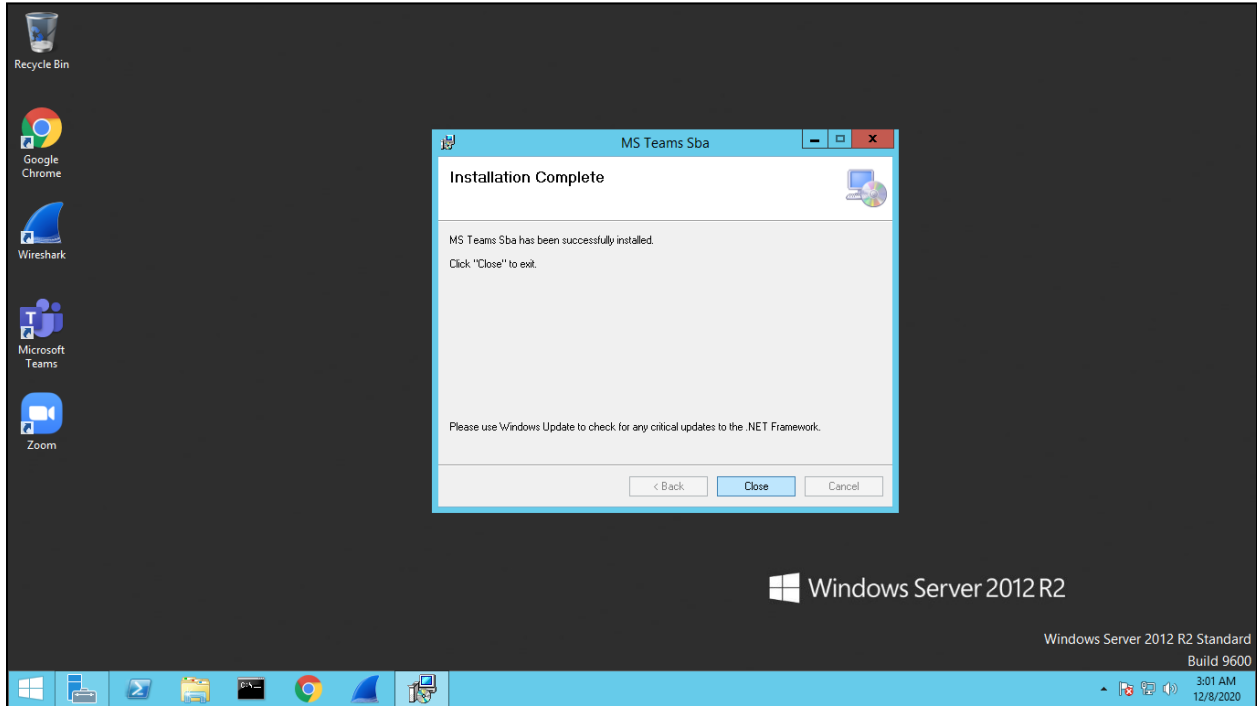 Recycle Bin
Google
Chrome
Wireshark
Microsoft
Teams
Zoom
MS Teams Sba
Installation Complete
MS Teams Sba has been successfully installed.
Click "Close" to exit.
Please use Windows Update to check for any critical updates to the .NET Framework.
< Back Close Cancel
Windows Server 2012 R2
Windows Server 2012 R2 Standard
Build 9600
3:01 AM
12/8/2020